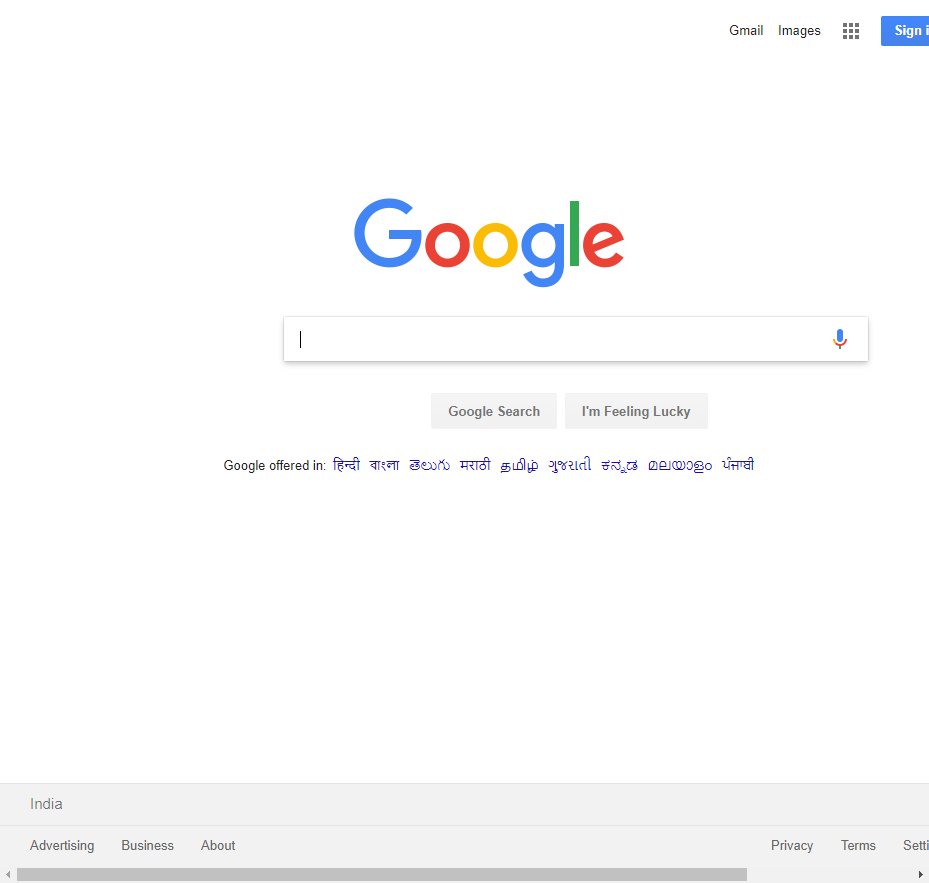 Gmail Images Sign i
Google
Google Search I'm Feeling Lucky
Google offered in: हिन्दी বাংলা తెలుగు मराठी தமிழ் ગુજરાતી ಕನ್ನಡ മലയാളം ਪੰਜਾਬੀ
India
Advertising Business About Privacy Terms Setti